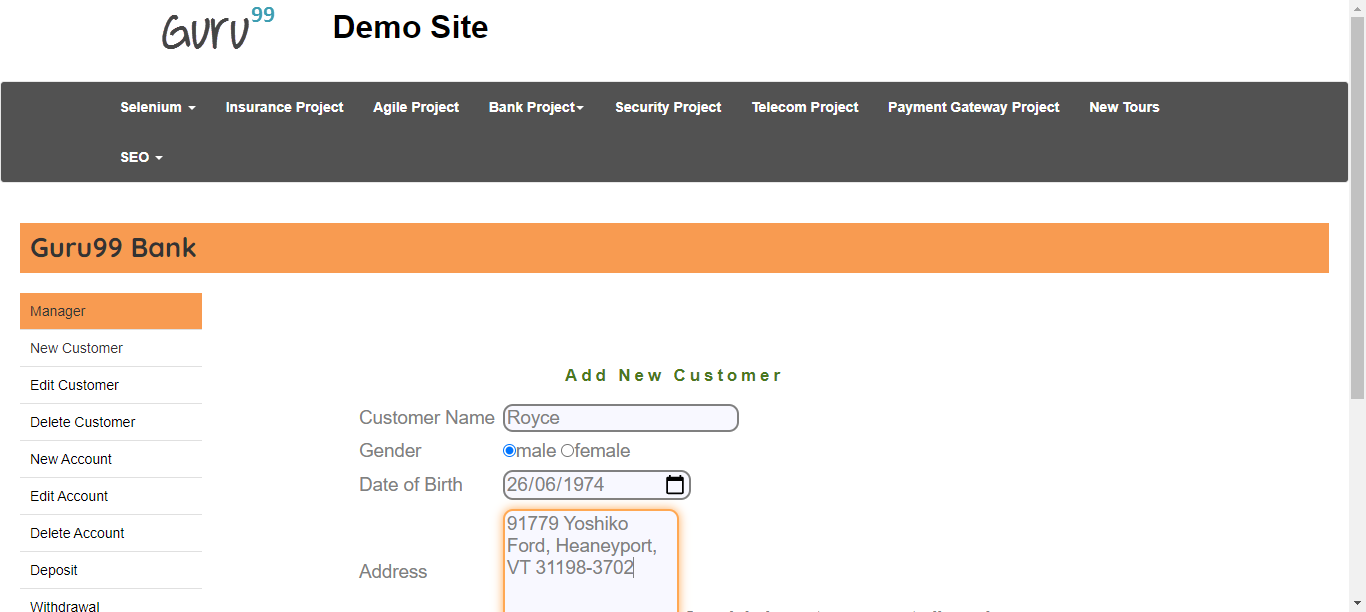 Guru99 Demo Site
Selenium Insurance Project Agile Project Bank Project Security Project Telecom Project Payment Gateway Project New Tours
SEO
Guru99 Bank
Manager
New Customer
Edit Customer
Delete Customer
New Account
Edit Account
Delete Account
Deposit
Withdrawal
Add New Customer
Customer Name Royce
Gender male female
Date of Birth 26/06/1974
Address
91779 Yoshiko
Ford, Heaneyport,
VT 31198-3702